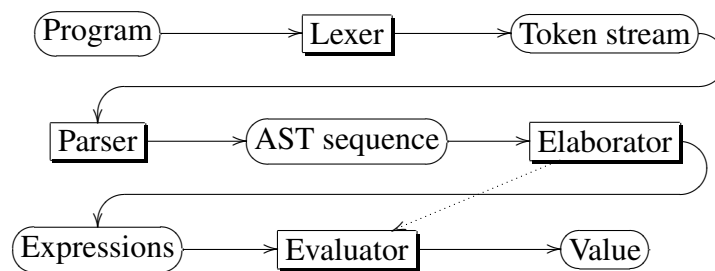 Program Lexer Token stream
Parser AST sequence Elaborator
Expressions Evaluator Value